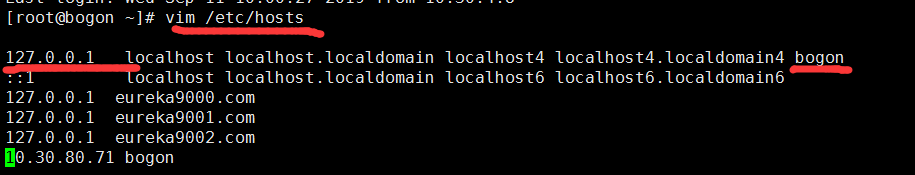 [root@bogon ~]# vim /etc/hosts
127.0.0.1   localhost localhost.localdomain localhost4 localhost4.localdomain4 bogon
::1         localhost localhost.localdomain localhost6 localhost6.localdomain6
127.0.0.1  eureka9000.com
127.0.0.1  eureka9001.com
127.0.0.1  eureka9002.com
10.30.80.71 bogon